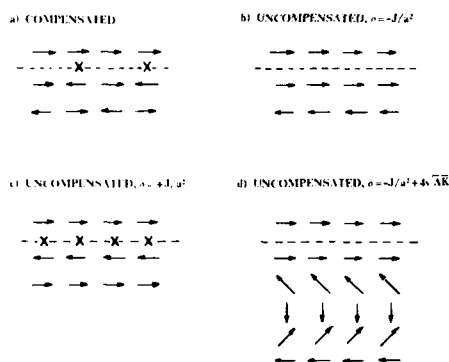 a) COMPENSATED
b) UNCOMPENSATED, σ=-J/a²
X X
c) UNCOMPENSATED, σ= +J/a²
d) UNCOMPENSATED, σ=-J/a²+4√AK
X X X X